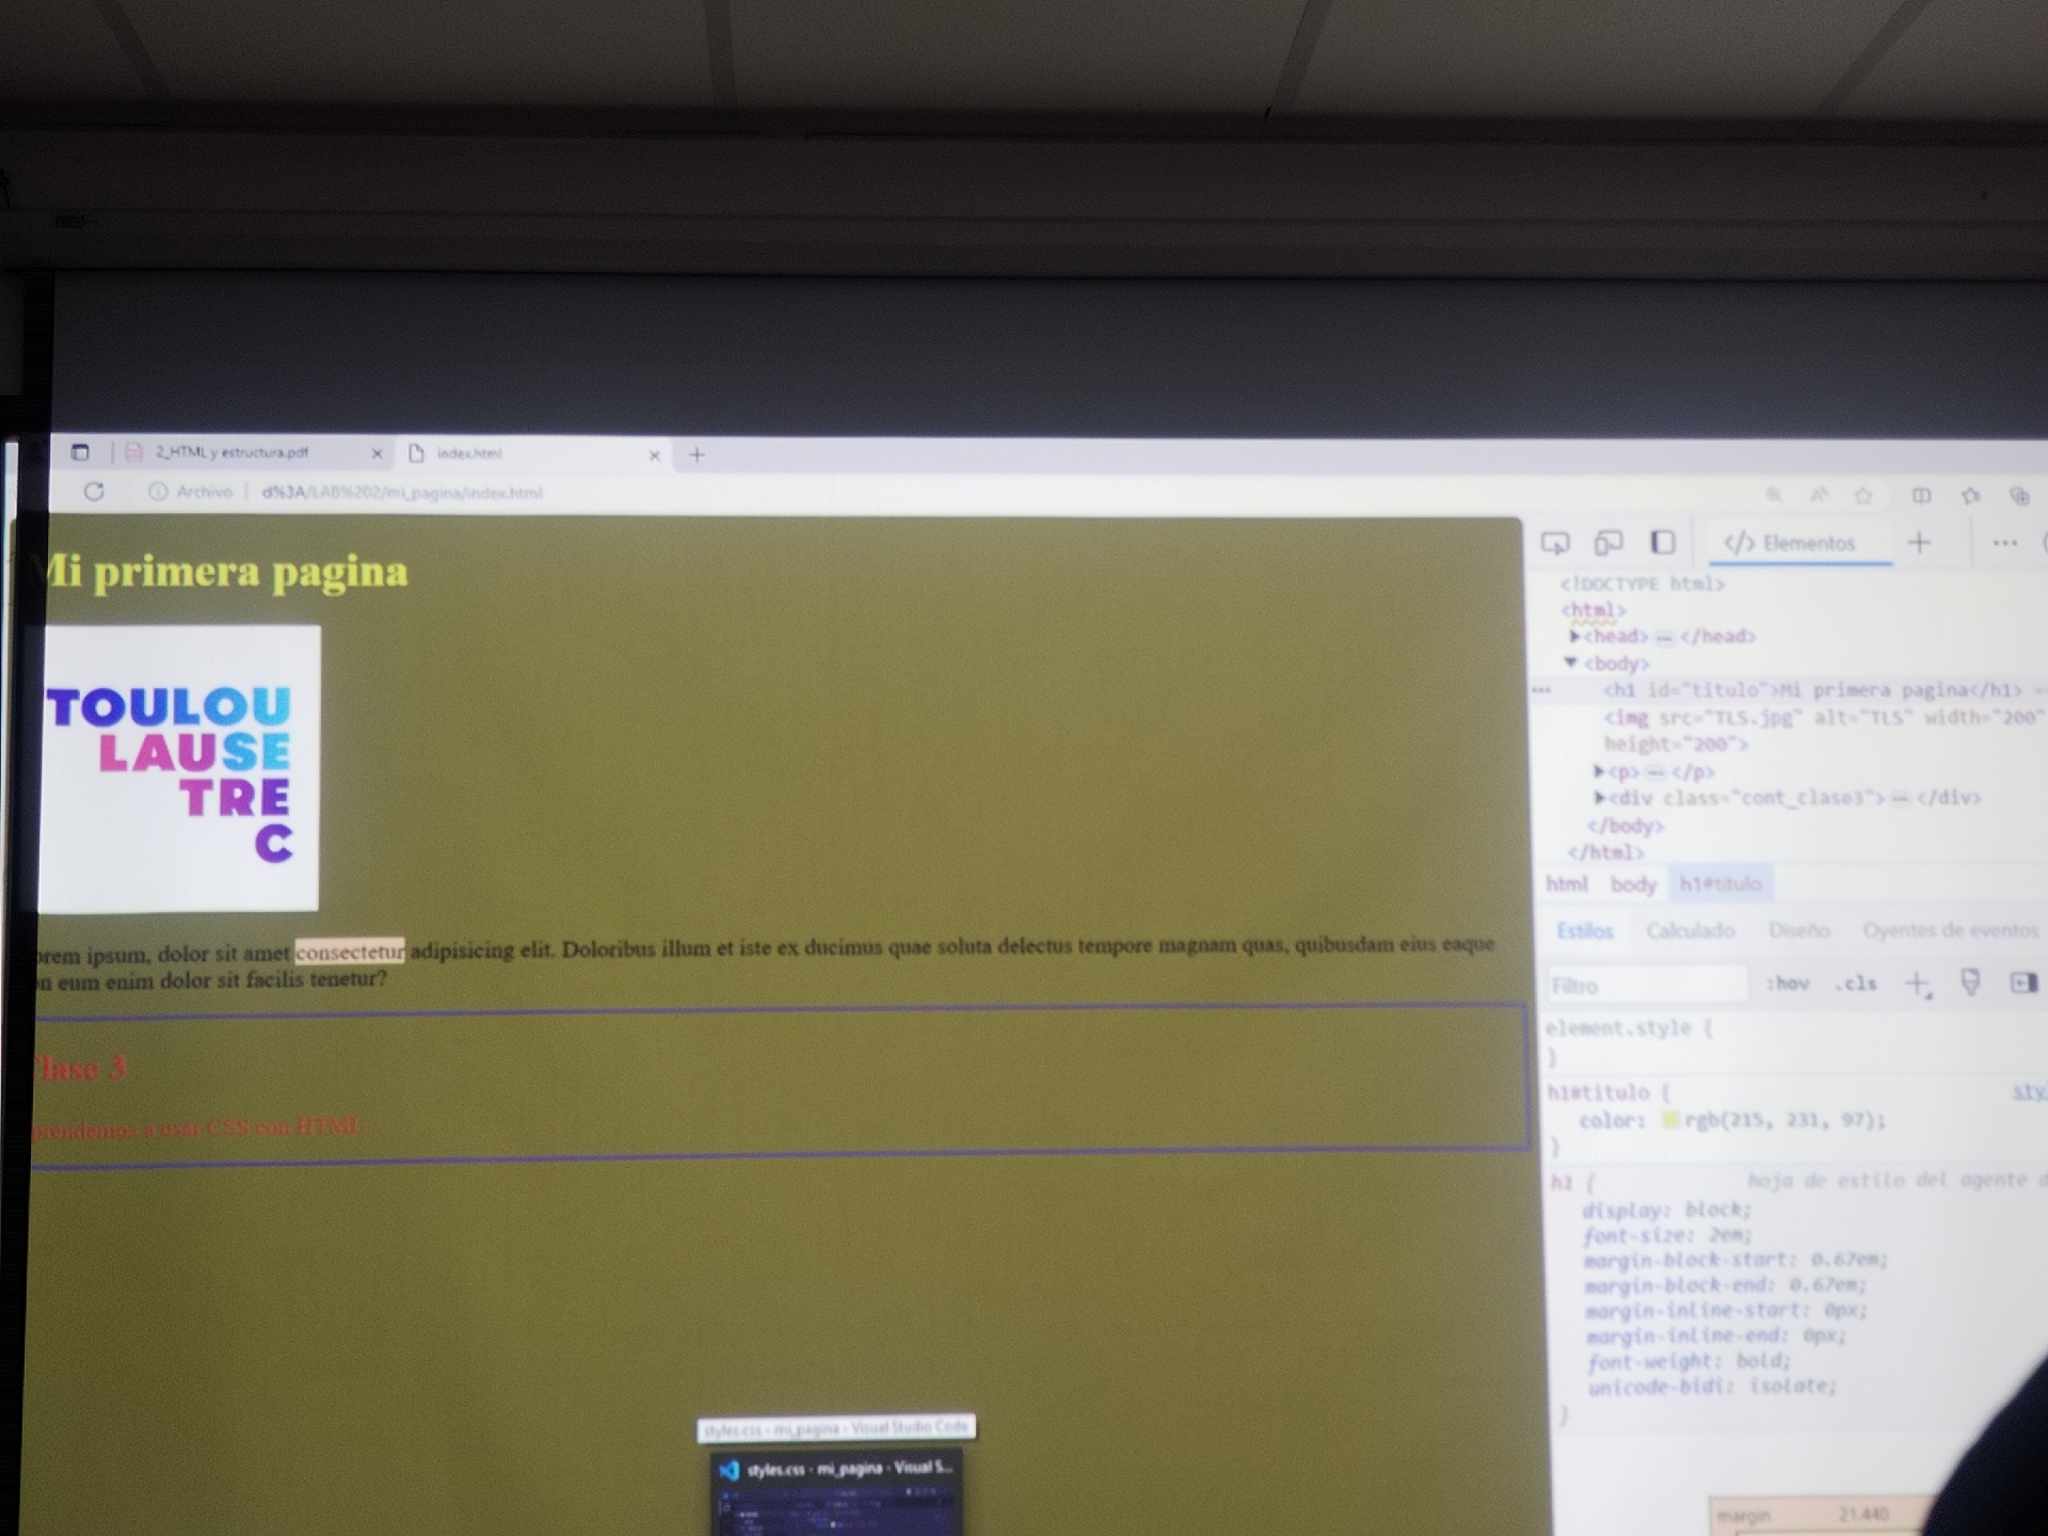 2_HTML y estructura.pdf
index.html
Archivo
d%3A/LAB%202/mi_pagina/index.html
Mi primera pagina
TOULOU
LAUSE
TRE
C
orem ipsum, dolor sit amet consectetur adipisicing elit. Doloribus illum et iste ex ducimus quae soluta delectus tempore magnam quas, quibusdam eius eaque
n eum enim dolor sit facilis tenetur?
lase 3
prendemos a usar CSS con HTML
styles.css - mi_pagina - Visual Studio Code
styles.css - mi_pagina - Visual S...
</> Elementos
<!DOCTYPE html>
<html>
<head> ... </head>
<body>
<h1 id="titulo">Mi primera pagina</h1>
<img src="TLS.jpg" alt="TLS" width="200"
height="200">
<p> ... </p>
<div class="cont_clase3"> ... </div>
</body>
</html>
html body h1#titulo
Estilos Calculado Diseño Oyentes de eventos
Filtro :hov .cls
element.style {
}
h1#titulo { sty
color: rgb(215, 231, 97);
}
h1 { hoja de estilo del agente d
display: block;
font-size: 2em;
margin-block-start: 0.67em;
margin-block-end: 0.67em;
margin-inline-start: 0px;
margin-inline-end: 0px;
font-weight: bold;
unicode-bidi: isolate;
}
margin 21.440